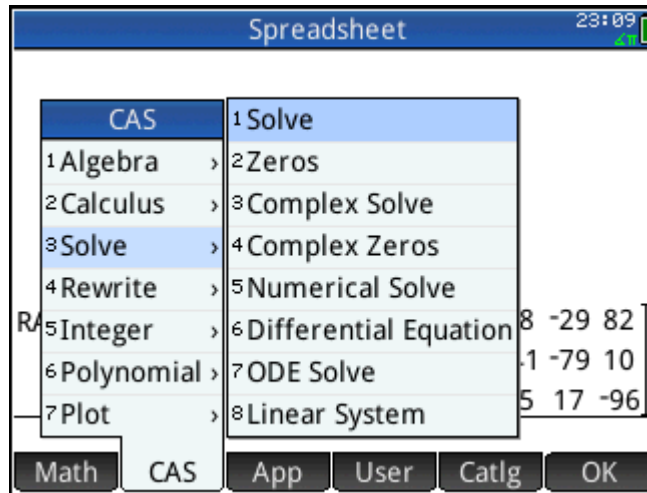 Spreadsheet 23:09
∡π
CAS
1 Algebra ›
2 Calculus ›
3 Solve ›
4 Rewrite ›
5 Integer ›
6 Polynomial ›
7 Plot ›
1 Solve
2 Zeros
3 Complex Solve
4 Complex Zeros
5 Numerical Solve
6 Differential Equation
7 ODE Solve
8 Linear System
8 -29 82
1 -79 10
5 17 -96
Math CAS App User Catlg OK